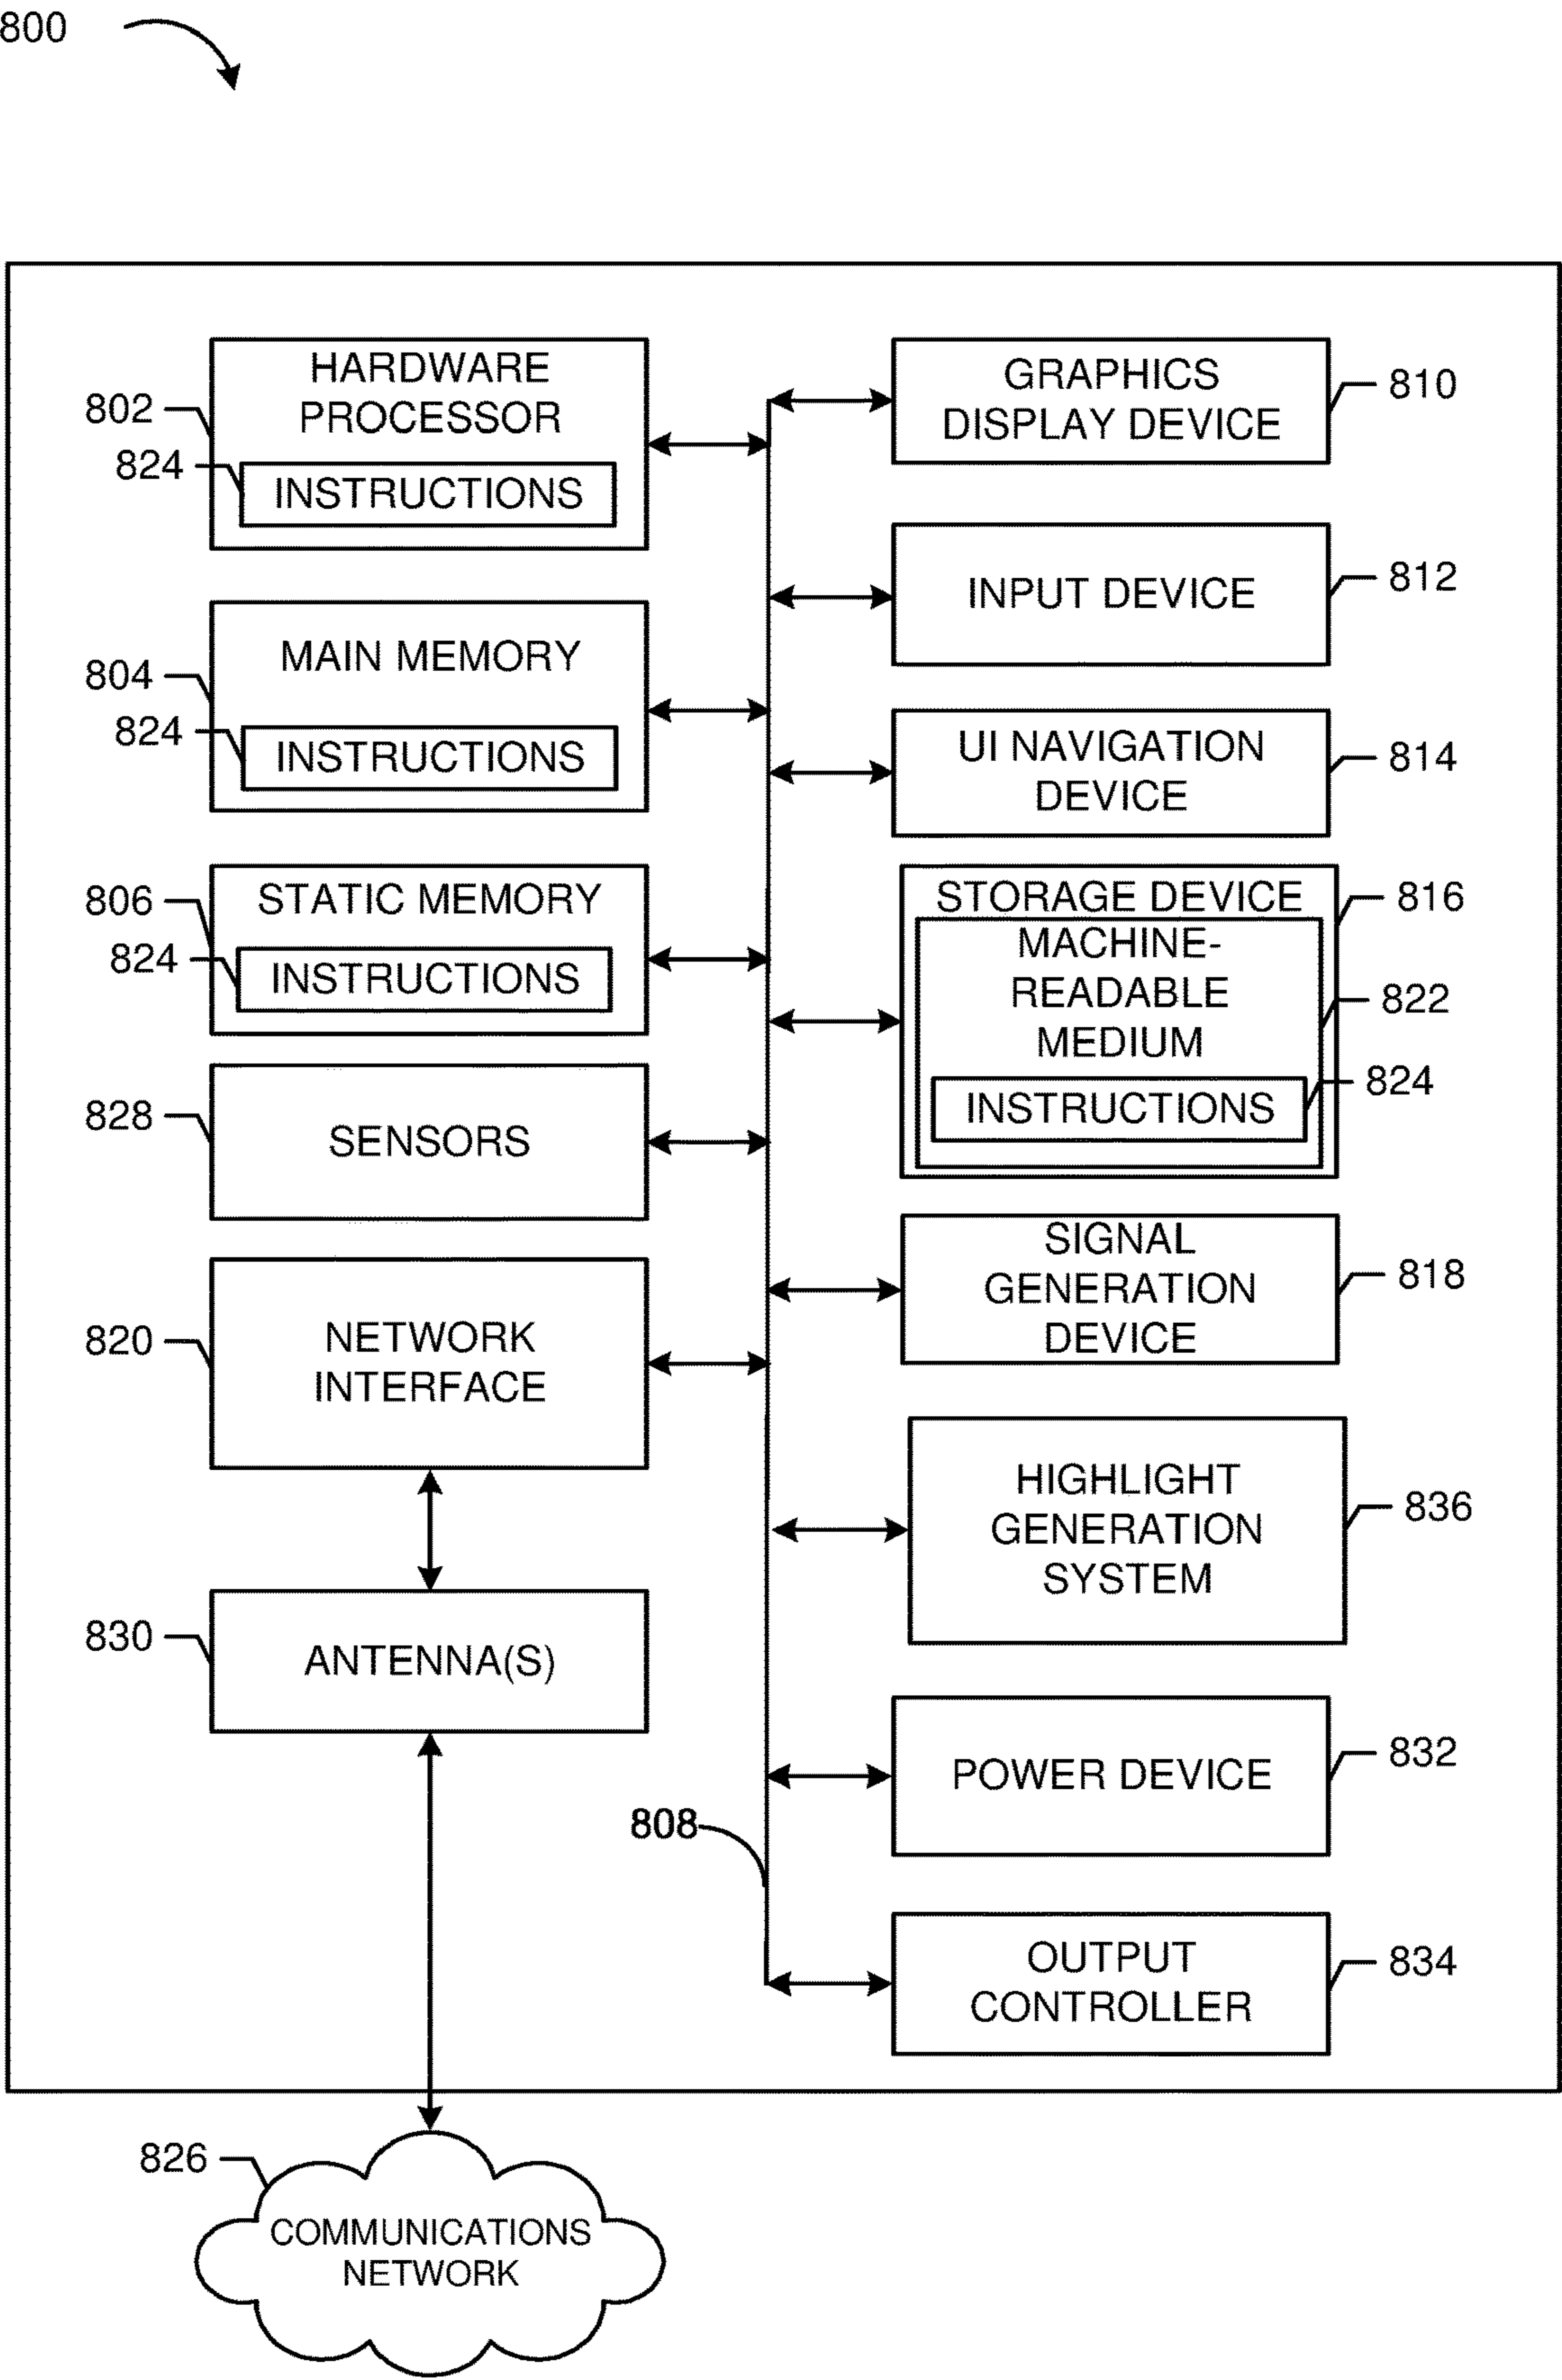 800
HARDWARE
PROCESSOR
802
824
INSTRUCTIONS
MAIN MEMORY
804
824
INSTRUCTIONS
STATIC MEMORY
806
824
INSTRUCTIONS
828
SENSORS
820
NETWORK
INTERFACE
830
ANTENNA(S)
808
GRAPHICS
DISPLAY DEVICE
810
INPUT DEVICE
812
UI NAVIGATION
DEVICE
814
STORAGE DEVICE
816
MACHINE-
READABLE
MEDIUM
822
INSTRUCTIONS
824
SIGNAL
GENERATION
DEVICE
818
HIGHLIGHT
GENERATION
SYSTEM
836
POWER DEVICE
832
OUTPUT
CONTROLLER
834
826
COMMUNICATIONS
NETWORK